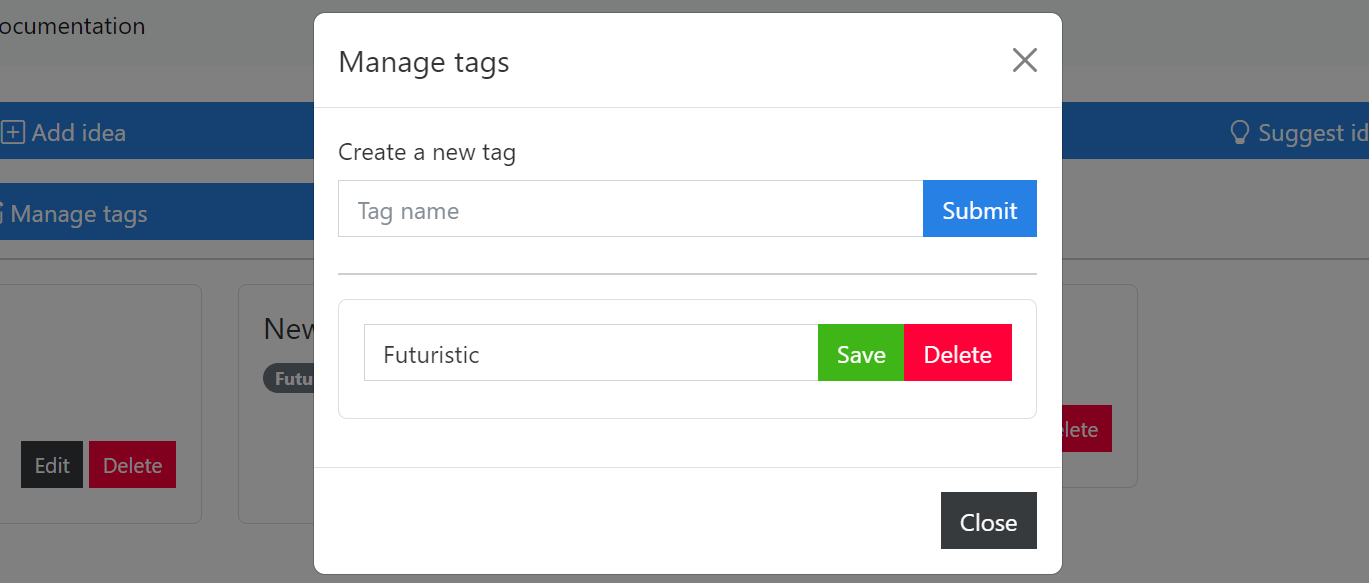 ocumentation
Manage tags
Add idea
Suggest id
Create a new tag
Tag name
Submit
Manage tags
New
Futu
Futuristic
Save
Delete
lete
Edit
Delete
Close